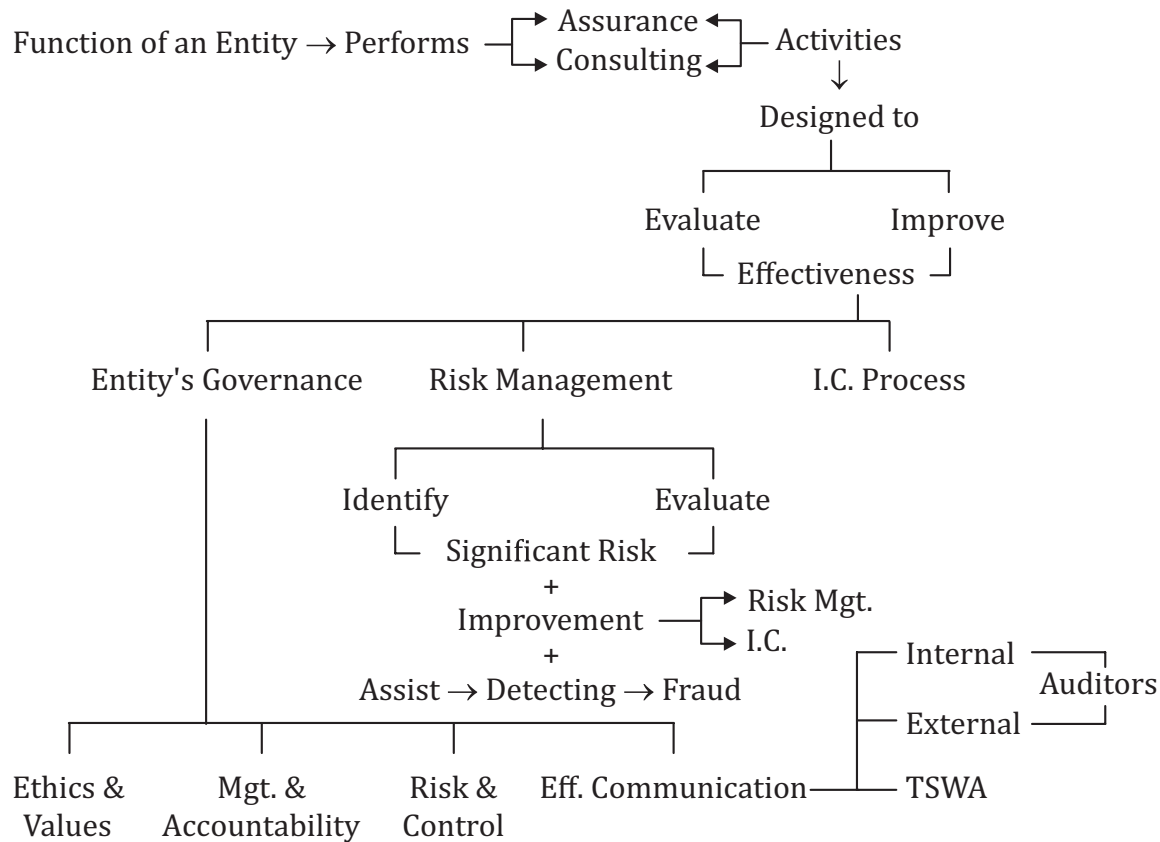 Assurance
Function of an Entity → Performs
Activities
Consulting
Designed to
Evaluate
Improve
Effectiveness
Entity's Governance
Risk Management
I.C. Process
Identify
Evaluate
Significant Risk
+
Improvement
Risk Mgt.
I.C.
+
Assist → Detecting → Fraud
Internal
Auditors
External
Ethics &
Values
Mgt. &
Accountability
Risk &
Control
Eff. Communication
TSWA